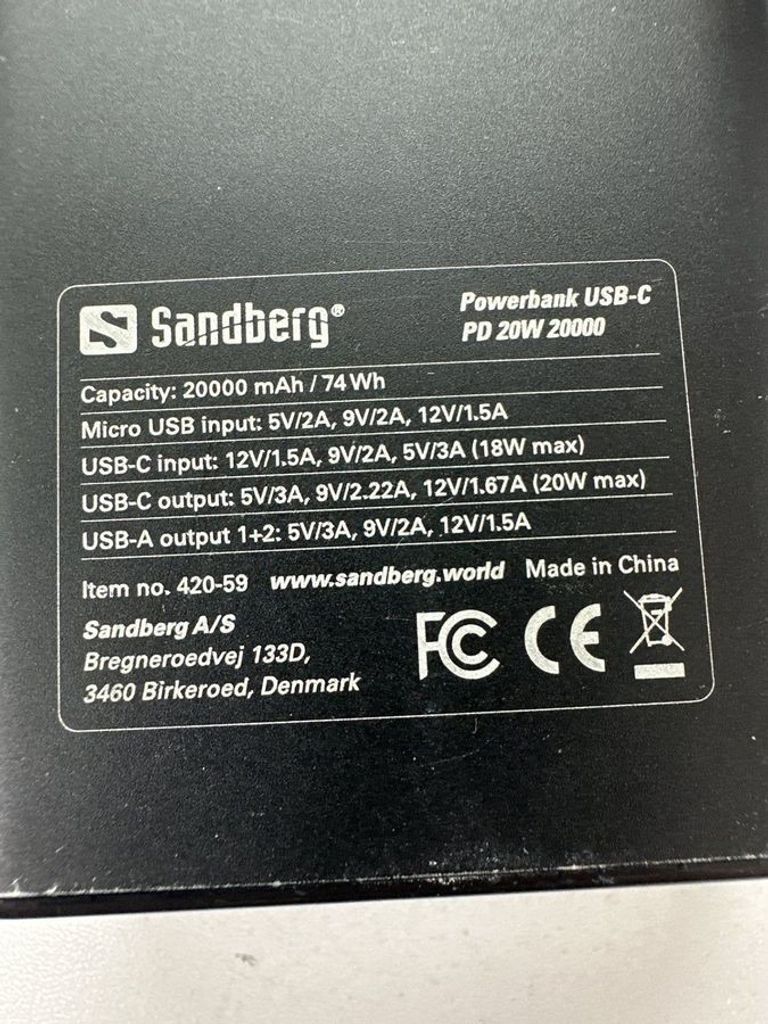 Sandberg®
Powerbank USB-C
PD 20W 20000
Capacity: 20000 mAh / 74Wh
Micro USB input: 5V/2A, 9V/2A, 12V/1.5A
USB-C input: 12V/1.5A, 9V/2A, 5V/3A (18W max)
USB-C output: 5V/3A, 9V/2.22A, 12V/1.67A (20W max)
USB-A output 1+2: 5V/3A, 9V/2A, 12V/1.5A
Item no. 420-59 www.sandberg.world Made in China
Sandberg A/S
Bregneroedvej 133D,
3460 Birkeroed, Denmark
FC CE